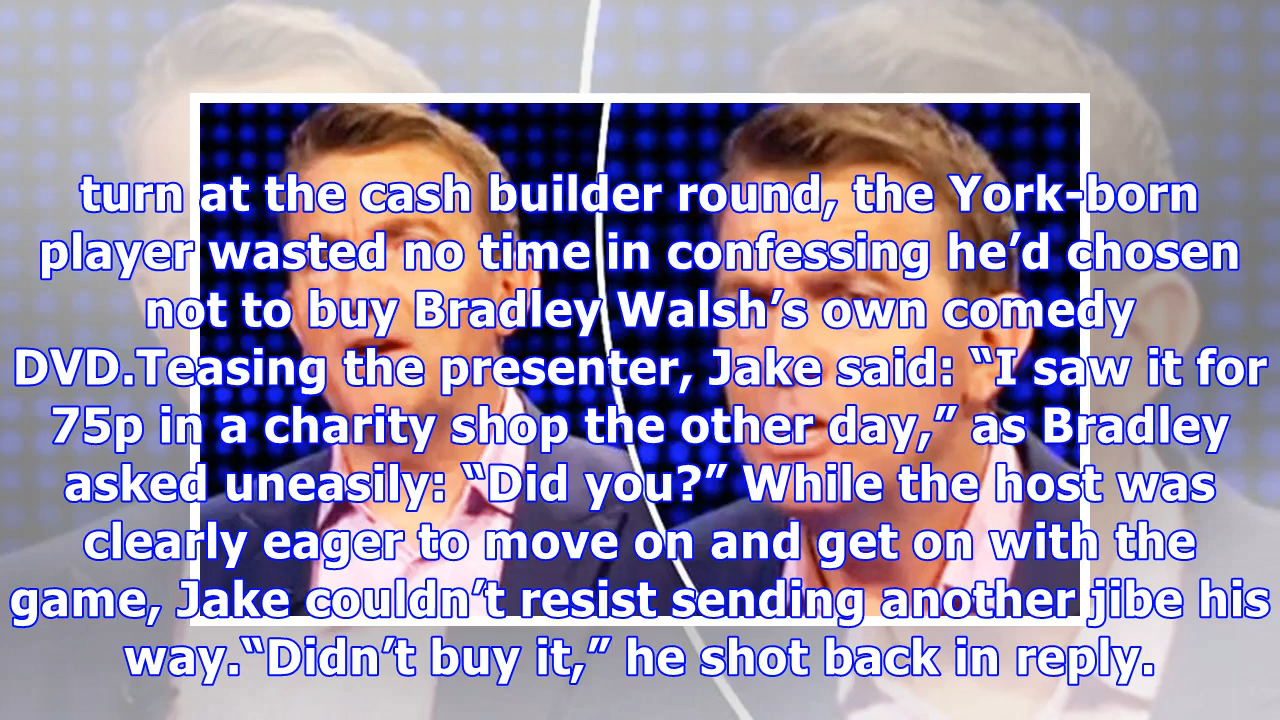 turn at the cash builder round, the York-born
player wasted no time in confessing he’d chosen
not to buy Bradley Walsh’s own comedy
DVD.Teasing the presenter, Jake said: “I saw it for
75p in a charity shop the other day,” as Bradley
asked uneasily: “Did you?” While the host was
clearly eager to move on and get on with the
game, Jake couldn’t resist sending another jibe his
way.“Didn’t buy it,” he shot back in reply.